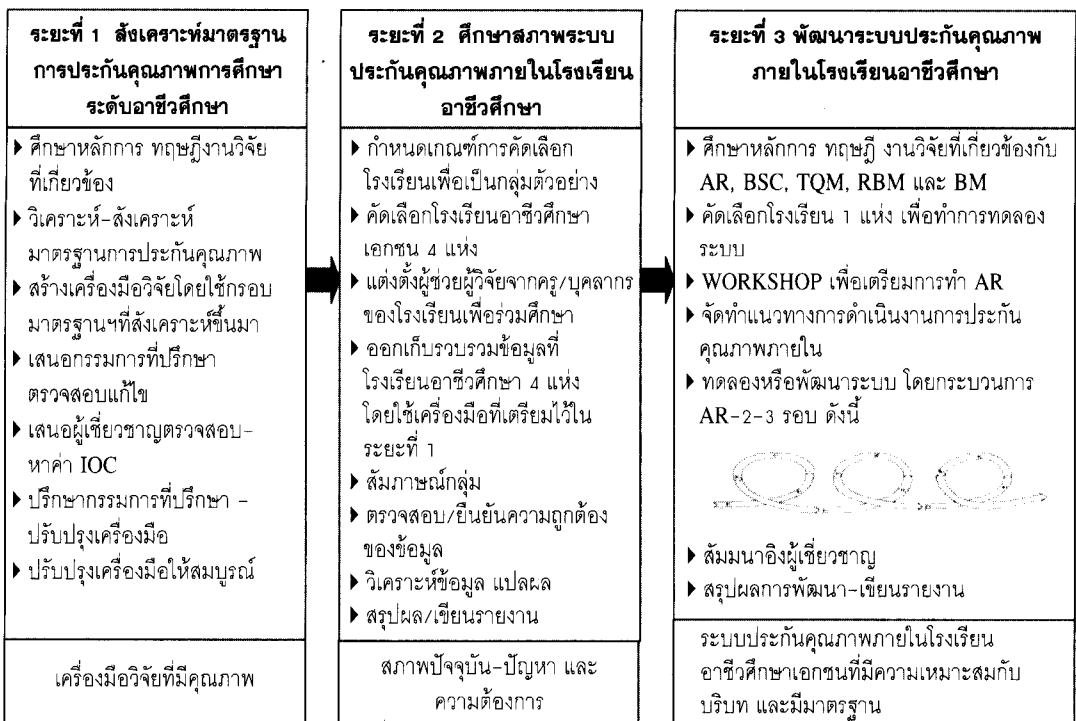 ระยะที่ 1 สังเคราะห์มาตรฐาน
การประกันคุณภาพการศึกษา
ระดับอาชีวศึกษา
ศึกษาหลักการ ทฤษฎีงานวิจัย
ที่เกี่ยวข้อง
วิเคราะห์-สังเคราะห์
มาตรฐานการประกันคุณภาพ
สร้างเครื่องมือวิจัยโดยใช้กรอบ
มาตรฐานฯที่สังเคราะห์ขึ้นมา
เสนอกรรมการที่ปรึกษา
ตรวจสอบแก้ไข
เสนอผู้เชี่ยวชาญตรวจสอบ-
หาค่า IOC
ปรึกษากรรมการที่ปรึกษา -
ปรับปรุงเครื่องมือ
ปรับปรุงเครื่องมือให้สมบูรณ์
เครื่องมือวิจัยที่มีคุณภาพ
ระยะที่ 2 ศึกษาสภาพระบบ
ประกันคุณภาพภายในโรงเรียน
อาชีวศึกษา
กำหนดเกณฑ์การคัดเลือก
โรงเรียนเพื่อเป็นกลุ่มตัวอย่าง
คัดเลือกโรงเรียนอาชีวศึกษา
เอกชน 4 แห่ง
แต่งตั้งผู้ช่วยผู้วิจัยจากครู/บุคลากร
ของโรงเรียนเพื่อร่วมศึกษา
ออกเก็บรวบรวมข้อมูลที่
โรงเรียนอาชีวศึกษา 4 แห่ง
โดยใช้เครื่องมือที่เตรียมไว้ใน
ระยะที่ 1
สัมภาษณ์กลุ่ม
ตรวจสอบ/ยืนยันความถูกต้อง
ของข้อมูล
วิเคราะห์ข้อมูล แปลผล
สรุปผล/เขียนรายงาน
สภาพปัจจุบัน-ปัญหา และ
ความต้องการ
ระยะที่ 3 พัฒนาระบบประกันคุณภาพ
ภายในโรงเรียนอาชีวศึกษา
ศึกษาหลักการ ทฤษฎี งานวิจัยที่เกี่ยวข้องกับ
AR, BSC, TQM, RBM และ BM
คัดเลือกโรงเรียน 1 แห่ง เพื่อทำการทดลอง
ระบบ
WORKSHOP เพื่อเตรียมการทำ AR
จัดทำแนวทางการดำเนินงานการประกัน
คุณภาพภายใน
ทดลองหรือพัฒนาระบบ โดยกระบวนการ
AR-2-3 รอบ ดังนี้
สัมมนาอิงผู้เชี่ยวชาญ
สรุปผลการพัฒนา-เขียนรายงาน
ระบบประกันคุณภาพภายในโรงเรียน
อาชีวศึกษาเอกชนที่มีความเหมาะสมกับ
บริบท และมีมาตรฐาน